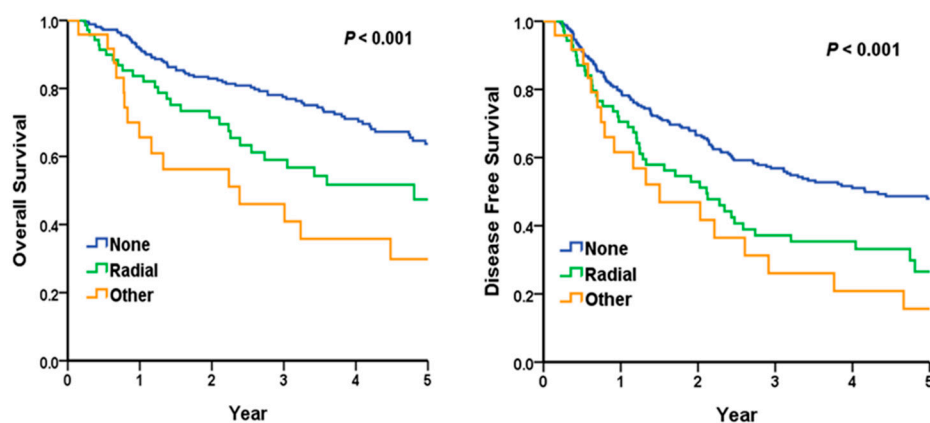 Overall Survival
1.0
0.8
0.6
0.4
0.2
0.0
P < 0.001
None
Radial
Other
0 1 2 3 4 5
Year
Disease Free Survival
1.0
0.8
0.6
0.4
0.2
0.0
P < 0.001
None
Radial
Other
0 1 2 3 4 5
Year